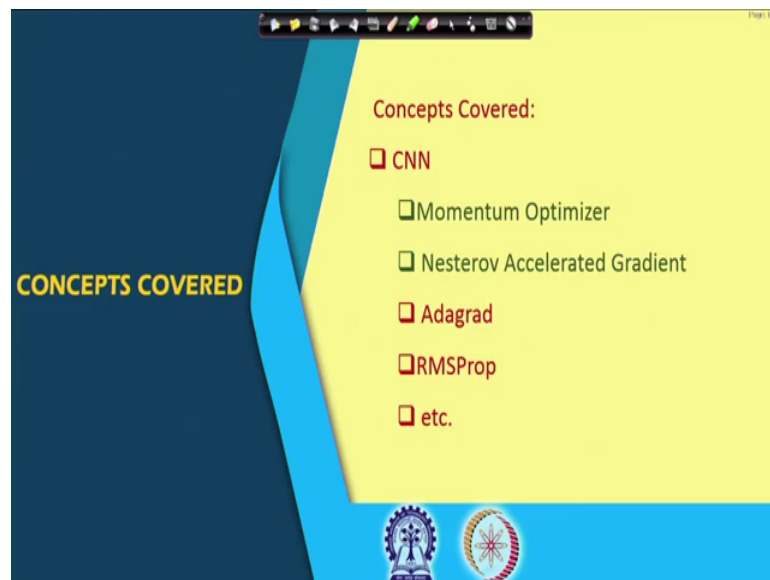 CONCEPTS COVERED
Concepts Covered:
CNN
Momentum Optimizer
Nesterov Accelerated Gradient
Adagrad
RMSProp
etc.